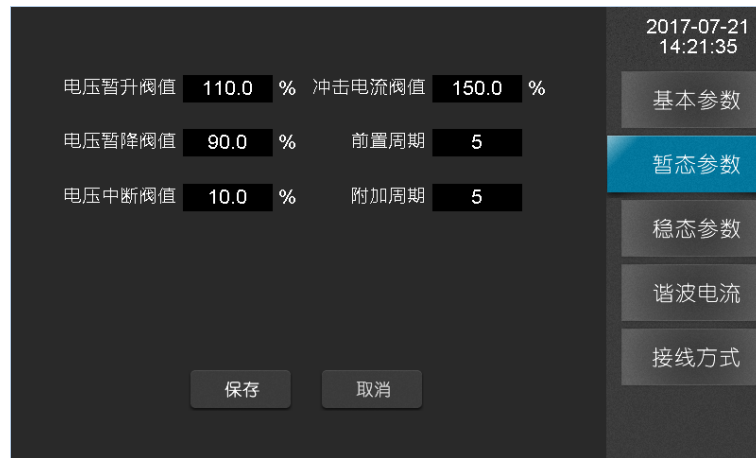 2017-07-21
14:21:35
电压暂升阀值 110.0 % 冲击电流阀值 150.0 %
电压暂降阀值 90.0 % 前置周期 5
电压中断阀值 10.0 % 附加周期 5
保存 取消
基本参数
暂态参数
稳态参数
谐波电流
接线方式